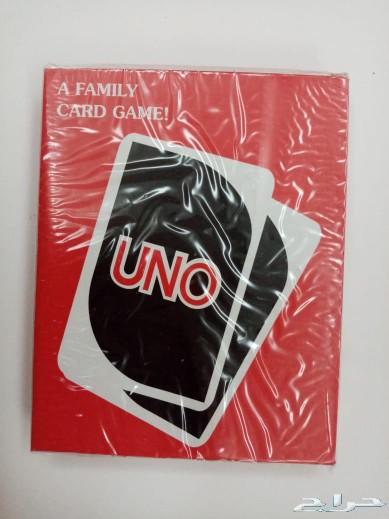 A FAMILY
CARD GAME!
UNO
حراج